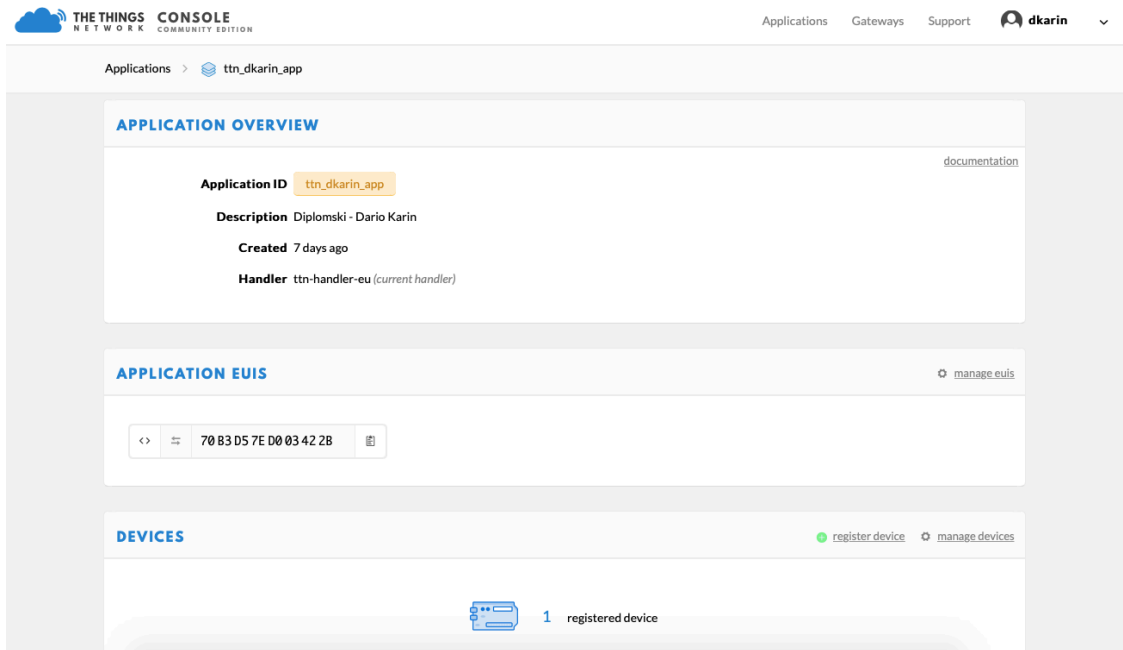 THE THINGS NETWORK CONSOLE COMMUNITY EDITION Applications Gateways Support dkarin
Applications > ttn_dkarin_app
APPLICATION OVERVIEW
documentation
Application ID ttn_dkarin_app
Description Diplomski - Dario Karin
Created 7 days ago
Handler ttn-handler-eu (current handler)
APPLICATION EUIS manage euis
<> 70 B3 D5 7E D0 03 42 2B
DEVICES register device manage devices
1 registered device